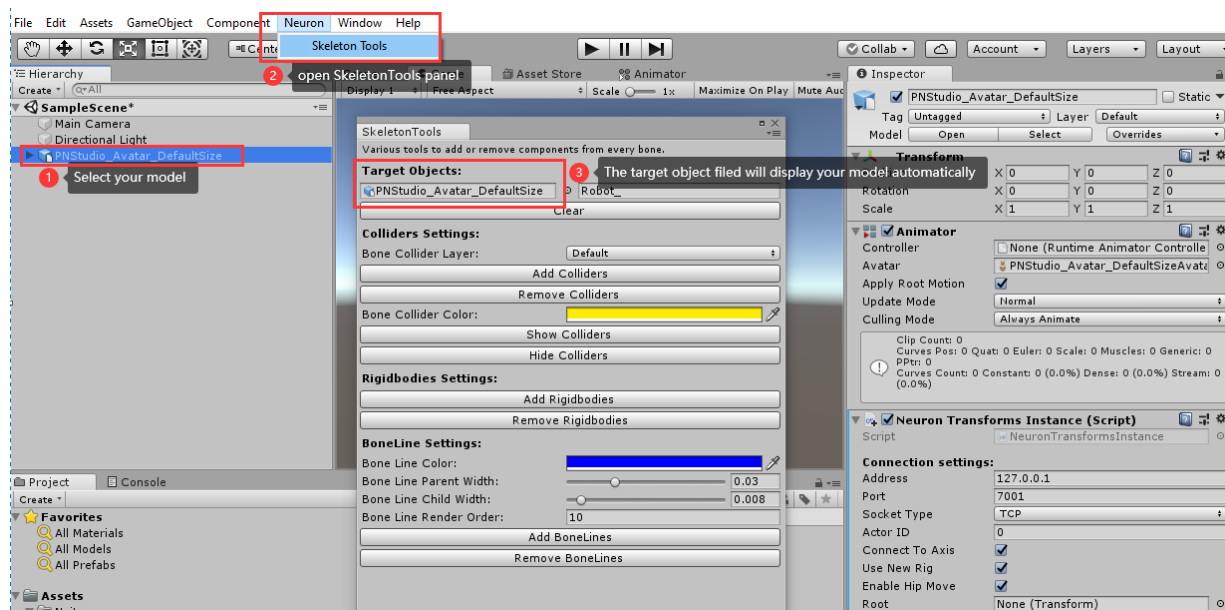 File Edit Assets GameObject Component Neuron Window Help
Skeleton Tools
Collab
Account
Layers
Layout
Hierarchy
2 open SkeletonTools panel
Asset Store
Animator
Inspector
Create
All
Display 1
Free Aspect
Scale 1x
Maximize On Play
Mute Aud
SampleScene*
Main Camera
Directional Light
PNStudio_Avatar_DefaultSize
1 Select your model
SkeletonTools
Various tools to add or remove components from every bone.
Target Objects:
PNStudio_Avatar_DefaultSize
Robot_
3 The target object filed will display your model automatically
Clear
Colliders Settings:
Bone Collider Layer: Default
Add Colliders
Remove Colliders
Bone Collider Color:
Show Colliders
Hide Colliders
Rigidbodies Settings:
Add Rigidbodies
Remove Rigidbodies
BoneLine Settings:
Bone Line Color:
Bone Line Parent Width: 0.03
Bone Line Child Width: 0.008
Bone Line Render Order: 10
Add BoneLines
Remove BoneLines
PNStudio_Avatar_DefaultSize
Static
Tag Untagged Layer Default
Model Open Select Overrides
Transform
X 0 Y 0 Z 0
Rotation X 0 Y 0 Z 0
Scale X 1 Y 1 Z 1
Animator
Controller None (Runtime Animator Controlle
Avatar PNStudio_Avatar_DefaultSizeAvata
Apply Root Motion
Update Mode Normal
Culling Mode Always Animate
Clip Count: 0
Curves Pos: 0 Quat: 0 Euler: 0 Scale: 0 Muscles: 0 Generic: 0
PPtr: 0
Curves Count: 0 Constant: 0 (0.0%) Dense: 0 (0.0%) Stream: 0
(0.0%)
Neuron Transforms Instance (Script)
Script NeuronTransformsInstance
Connection settings:
Address 127.0.0.1
Port 7001
Socket Type TCP
Actor ID 0
Connect To Axis
Use New Rig
Enable Hip Move
Root None (Transform)
Project
Console
Create
Favorites
All Materials
All Models
All Prefabs
Assets